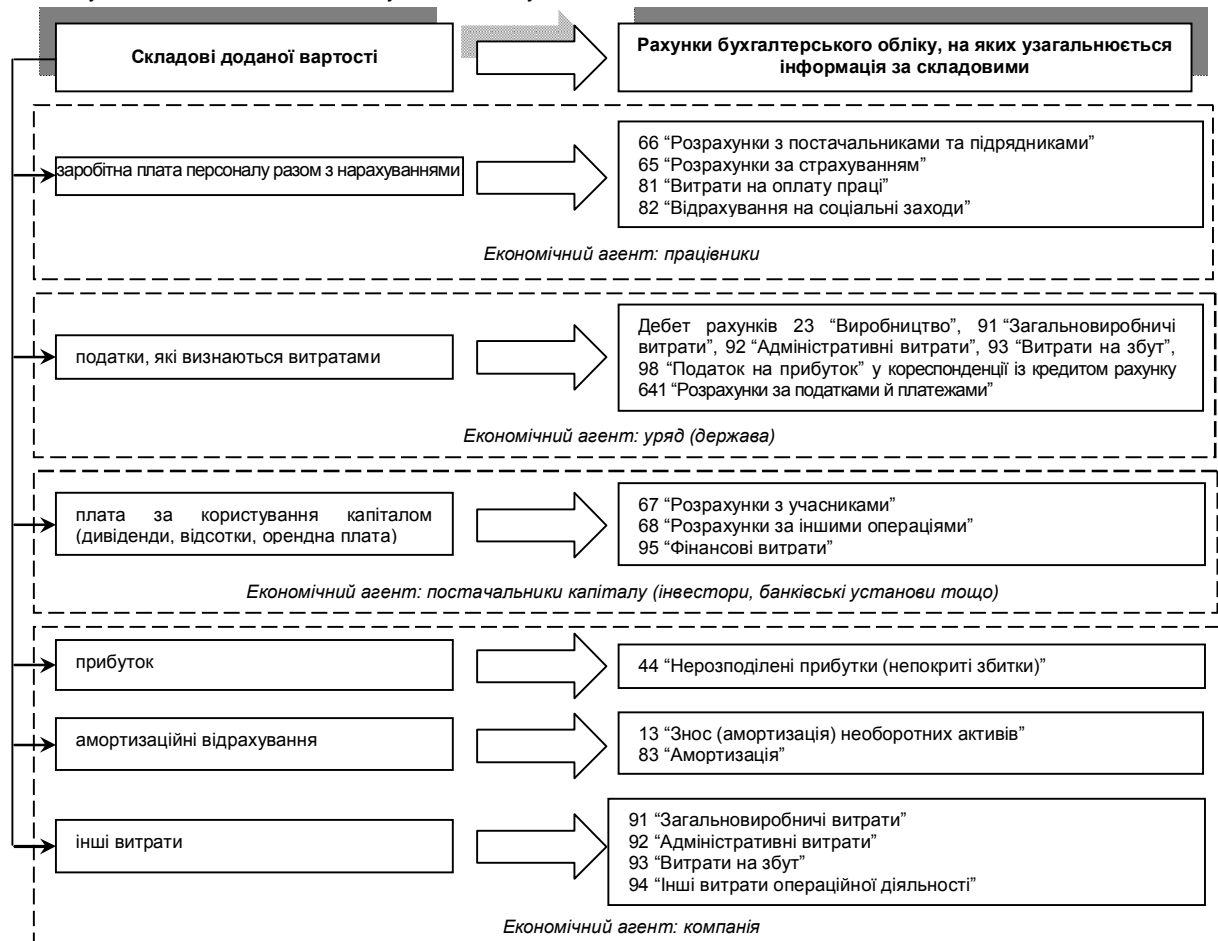 Складові доданої вартості
Рахунки бухгалтерського обліку, на яких узагальнюється
інформація за складовими
заробітна плата персоналу разом з нарахуваннями
66 “Розрахунки з постачальниками та підрядниками”
65 “Розрахунки за страхуванням”
81 “Витрати на оплату праці”
82 “Відрахування на соціальні заходи”
Економічний агент: працівники
податки, які визнаються витратами
Дебет рахунків 23 “Виробництво”, 91 “Загальновиробничі
витрати”, 92 “Адміністративні витрати”, 93 “Витрати на збут”,
98 “Податок на прибуток” у кореспонденції із кредитом рахунку
641 “Розрахунки за податками й платежами”
Економічний агент: уряд (держава)
плата за користування капіталом
(дивіденди, відсотки, орендна плата)
67 “Розрахунки з учасниками”
68 “Розрахунки за іншими операціями”
95 “Фінансові витрати”
Економічний агент: постачальники капіталу (інвестори, банківські установи тощо)
прибуток
44 “Нерозподілені прибутки (непокриті збитки)”
амортизаційні відрахування
13 “Знос (амортизація) необоротних активів”
83 “Амортизація”
інші витрати
91 “Загальновиробничі витрати”
92 “Адміністративні витрати”
93 “Витрати на збут”
94 “Інші витрати операційної діяльності”
Економічний агент: компанія